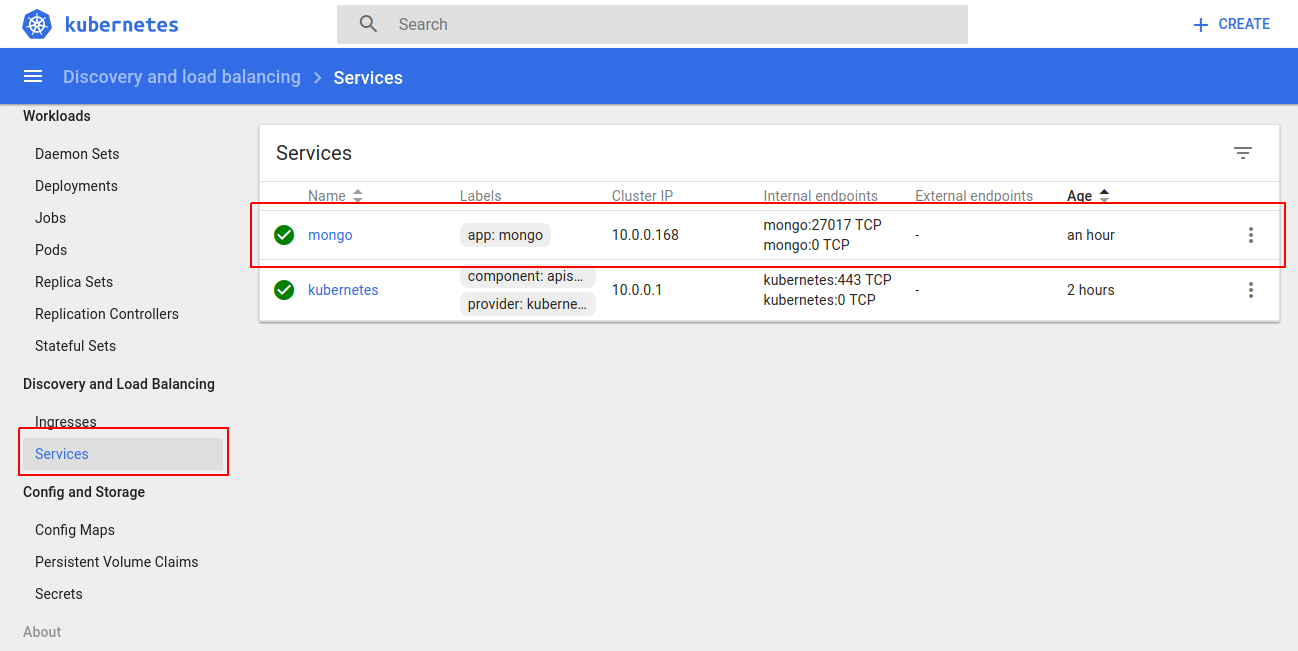 kubernetes
Search
CREATE
Discovery and load balancing > Services
Workloads
Daemon Sets
Deployments
Jobs
Pods
Replica Sets
Replication Controllers
Stateful Sets
Discovery and Load Balancing
Ingresses
Services
Config and Storage
Config Maps
Persistent Volume Claims
Secrets
About
Services
Name Labels Cluster IP Internal endpoints External endpoints Age
mongo app: mongo 10.0.0.168 mongo:27017 TCP - an hour
mongo:0 TCP
component: apis…
kubernetes 10.0.0.1 kubernetes:443 TCP - 2 hours
provider: kuberne… kubernetes:0 TCP